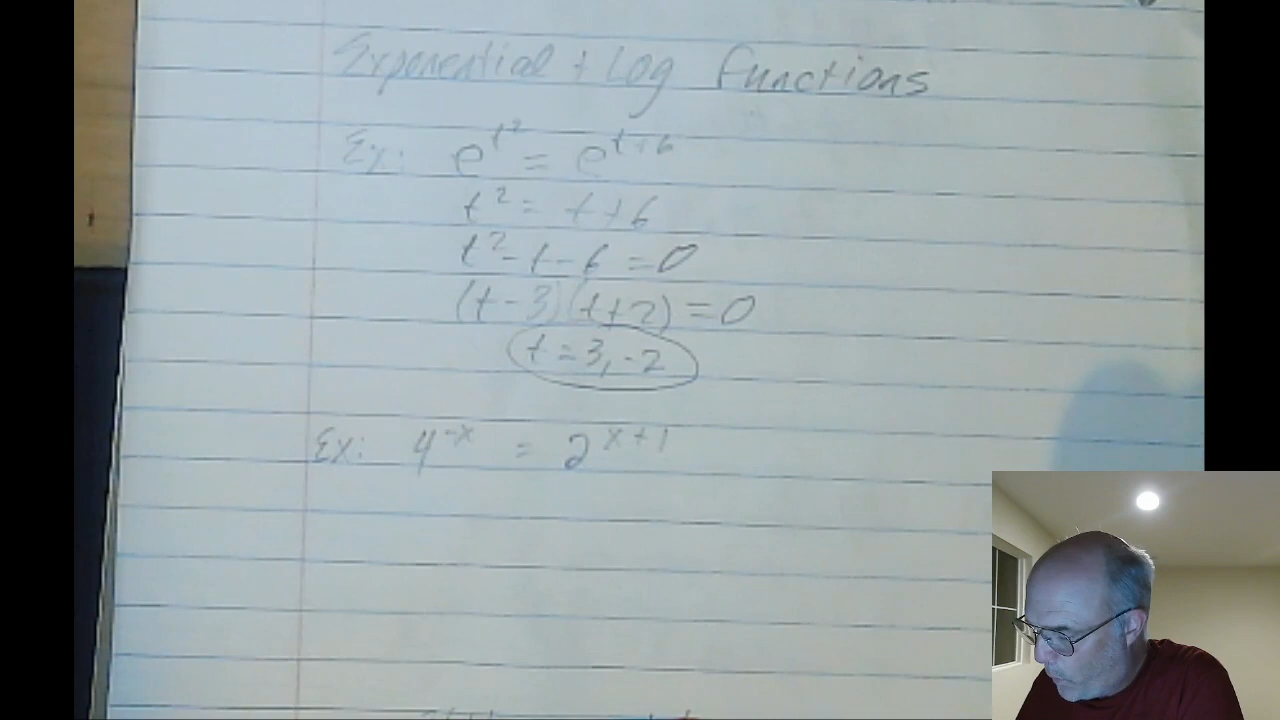 Exponential + Log Functions
Ex: e^t² = e^t+6
t² = t + 6
t² - t - 6 = 0
(t - 3)(t + 2) = 0
t = 3, -2
Ex: 4^-x = 2^x+1